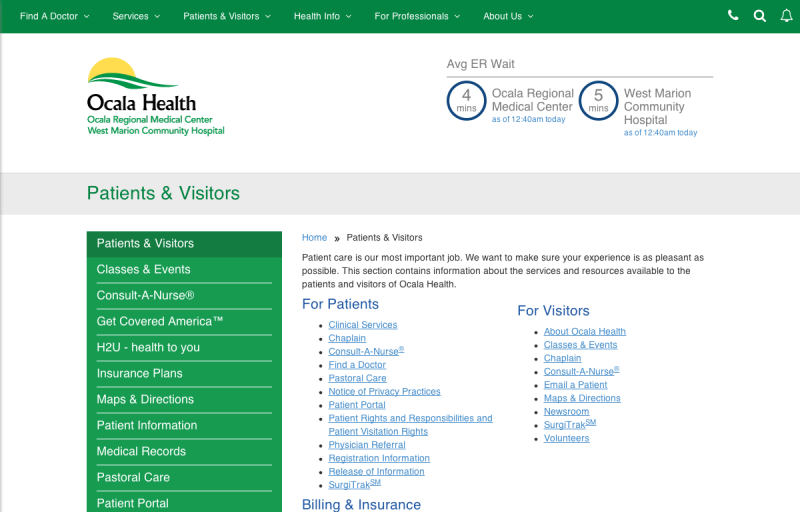 Find A Doctor
Services
Patients & Visitors
Health Info
For Professionals
About Us
Ocala Health
Ocala Regional Medical Center
West Marion Community Hospital
Avg ER Wait
4
mins
Ocala Regional
Medical Center
as of 12:40am today
5
mins
West Marion
Community
Hospital
as of 12:40am today
Patients & Visitors
Patients & Visitors
Classes & Events
Consult-A-Nurse®
Get Covered America™
H2U - health to you
Insurance Plans
Maps & Directions
Patient Information
Medical Records
Pastoral Care
Patient Portal
Home » Patients & Visitors
Patient care is our most important job. We want to make sure your experience is as pleasant as
possible. This section contains information about the services and resources available to the
patients and visitors of Ocala Health.
For Patients
Clinical Services
Chaplain
Consult-A-Nurse®
Find a Doctor
Pastoral Care
Notice of Privacy Practices
Patient Portal
Patient Rights and Responsibilities and
Patient Visitation Rights
Physician Referral
Registration Information
Release of Information
SurgiTrak℠
Billing & Insurance
For Visitors
About Ocala Health
Classes & Events
Chaplain
Consult-A-Nurse®
Email a Patient
Maps & Directions
Newsroom
SurgiTrak℠
Volunteers